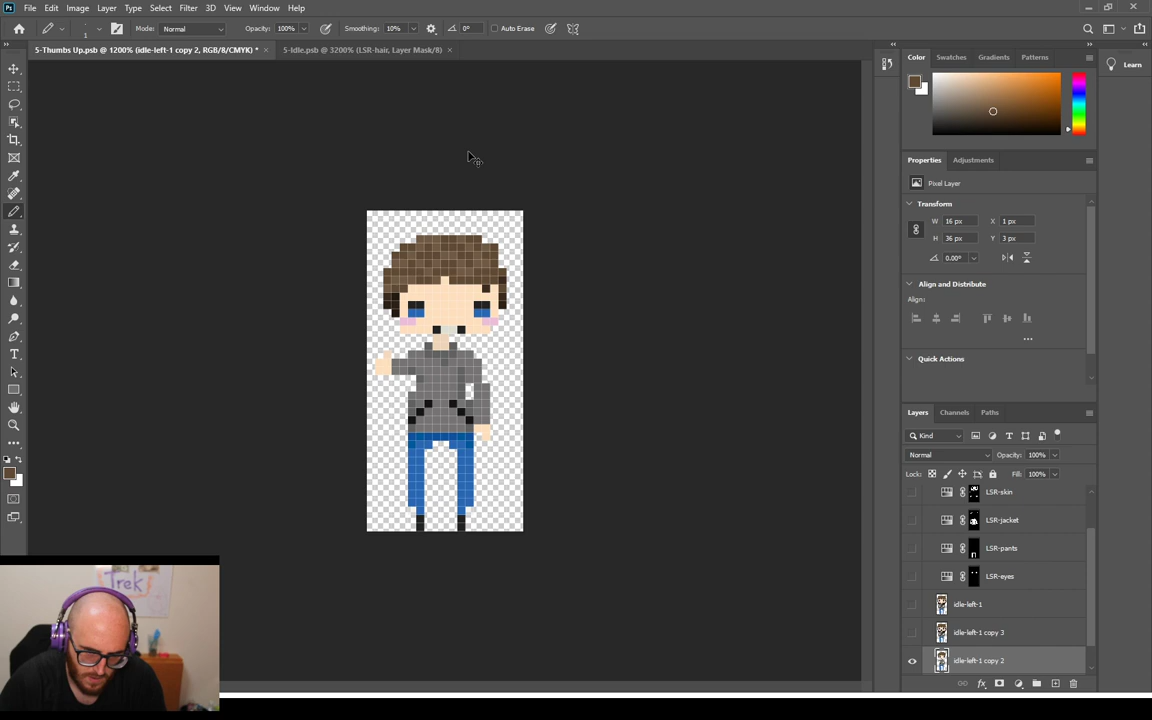 Ps File Edit Image Layer Type Select Filter 3D View Window Help
1 Mode: Normal Opacity: 100% Smoothing: 10% 0° Auto Erase
5-Thumbs Up.psb @ 1200% (idle-left-1 copy 2, RGB/8/CMYK) * × 5-Idle.psb @ 3200% (LSR-hair, Layer Mask/8) ×
Color Swatches Gradients Patterns
Learn
Properties Adjustments
Pixel Layer
Transform
W 16 px X 1 px
H 36 px Y 3 px
0.00°
Align and Distribute
Align:
Quick Actions
Layers Channels Paths
Kind
Normal Opacity: 100%
Lock: Fill: 100%
LSR-skin
LSR-jacket
LSR-pants
LSR-eyes
idle-left-1
idle-left-1 copy 3
idle-left-1 copy 2
Trek